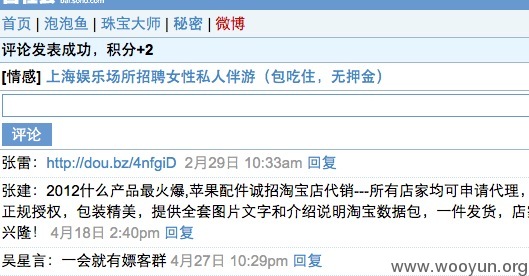 bai.sohu.com
首页 | 泡泡鱼 | 珠宝大师 | 秘密 | 微博
评论发表成功，积分+2
[情感] 上海娱乐场所招聘女性私人伴游（包吃住，无押金）
评论
张雷：http://dou.bz/4nfgiD 2月29日 10:33am 回复
张建：2012什么产品最火爆,苹果配件诚招淘宝店代销---所有店家均可申请代理，
正规授权，包装精美，提供全套图片文字和介绍说明淘宝数据包，一件发货，店
兴隆！ 4月18日 2:40pm 回复
吴星言：一会就有嫖客群 4月27日 10:29pm 回复
www.wooyun.org